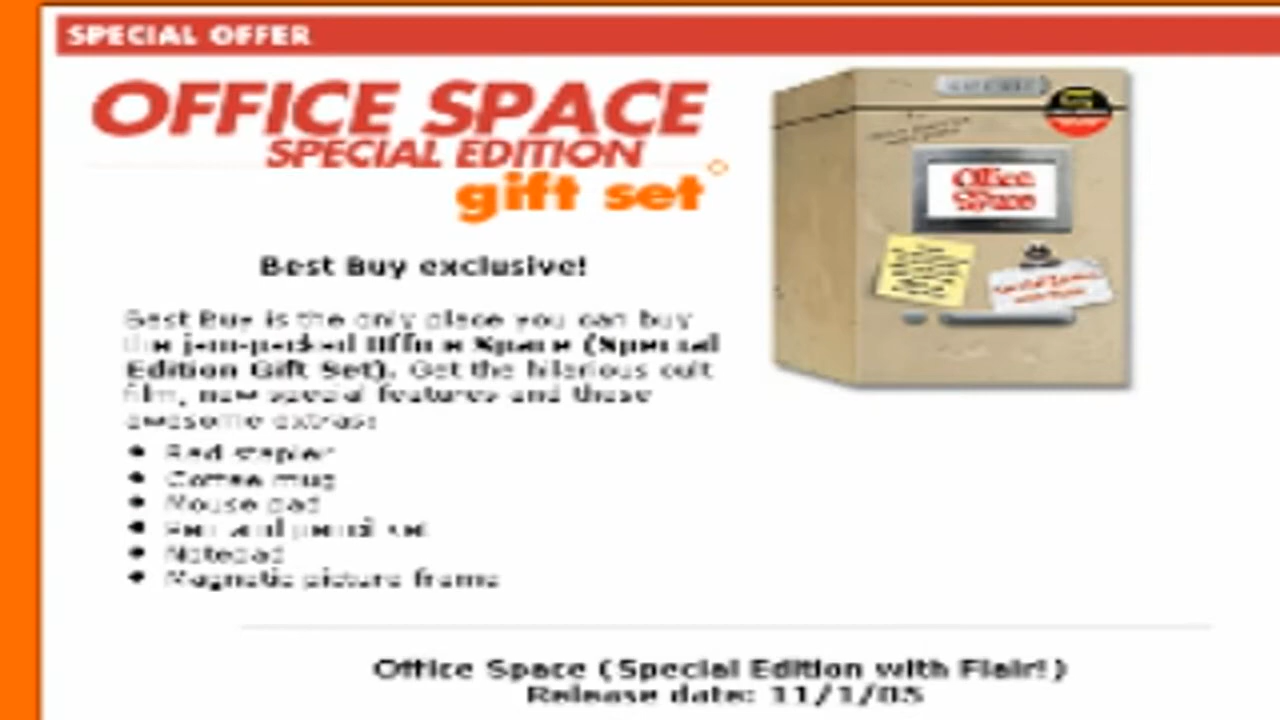 SPECIAL OFFER
OFFICE SPACE
SPECIAL EDITION
gift set
Best Buy exclusive!
Best Buy is the only place you can buy
the jam-packed Office Space (Special
Edition Gift Set). Get the hilarious cult
film, new special features and these
awesome extras:
Red stapler
Coffee mug
Mouse pad
Pen and pencil set
Notepad
Magnetic picture frame
Office
Space
Office Space (Special Edition with Flair!)
Release date: 11/1/05